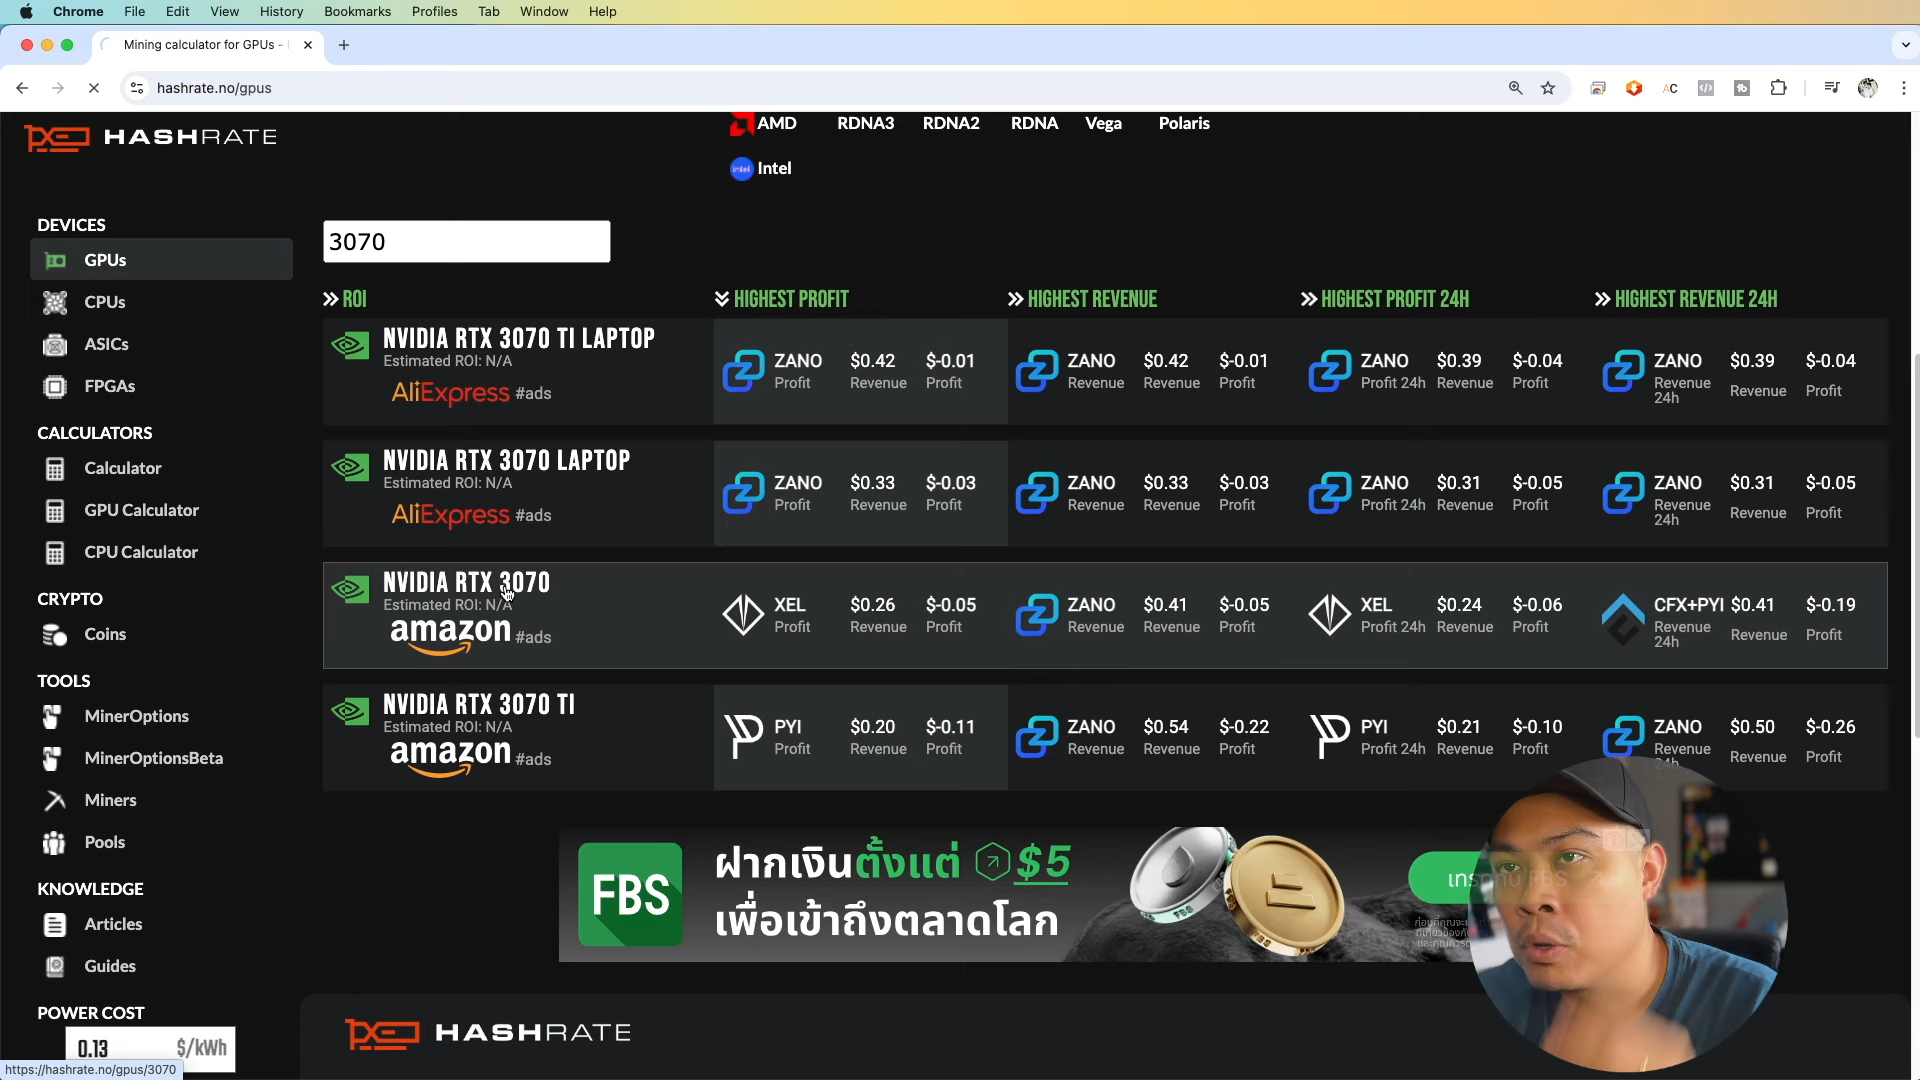 Chrome File Edit View History Bookmarks Profiles Tab Window Help
Mining calculator for GPUs -
hashrate.no/gpus
HASHRATE
AMD RDNA3 RDNA2 RDNA Vega Polaris
intel Intel
DEVICES
GPUs
CPUs
ASICs
FPGAs
CALCULATORS
Calculator
GPU Calculator
CPU Calculator
CRYPTO
Coins
TOOLS
MinerOptions
MinerOptionsBeta
Miners
Pools
KNOWLEDGE
Articles
Guides
POWER COST
0.13 $/kWh
https://hashrate.no/gpus/3070
3070
ROI HIGHEST PROFIT HIGHEST REVENUE HIGHEST PROFIT 24H HIGHEST REVENUE 24H
NVIDIA RTX 3070 TI LAPTOP
Estimated ROI: N/A
AliExpress #ads
ZANO $0.42 $-0.01 ZANO $0.42 $-0.01 ZANO $0.39 $-0.04 ZANO $0.39 $-0.04
Profit Revenue Profit Revenue Revenue Profit Profit 24h Revenue Profit Revenue 24h Revenue Profit
NVIDIA RTX 3070 LAPTOP
Estimated ROI: N/A
AliExpress #ads
ZANO $0.33 $-0.03 ZANO $0.33 $-0.03 ZANO $0.31 $-0.05 ZANO $0.31 $-0.05
Profit Revenue Profit Revenue Revenue Profit Profit 24h Revenue Profit Revenue 24h Revenue Profit
NVIDIA RTX 3070
Estimated ROI: N/A
amazon #ads
XEL $0.26 $-0.05 ZANO $0.41 $-0.05 XEL $0.24 $-0.06 CFX+PYI $0.41 $-0.19
Profit Revenue Profit Revenue Revenue Profit Profit 24h Revenue Profit Revenue 24h Revenue Profit
NVIDIA RTX 3070 TI
Estimated ROI: N/A
amazon #ads
PYI $0.20 $-0.11 ZANO $0.54 $-0.22 PYI $0.21 $-0.10 ZANO $0.50 $-0.26
Profit Revenue Profit Revenue Revenue Profit Profit 24h Revenue Profit Revenue 24h Revenue Profit
FBS
ฝากเงินตั้งแต่ $5
เพื่อเข้าถึงตลาดโลก
HASHRATE